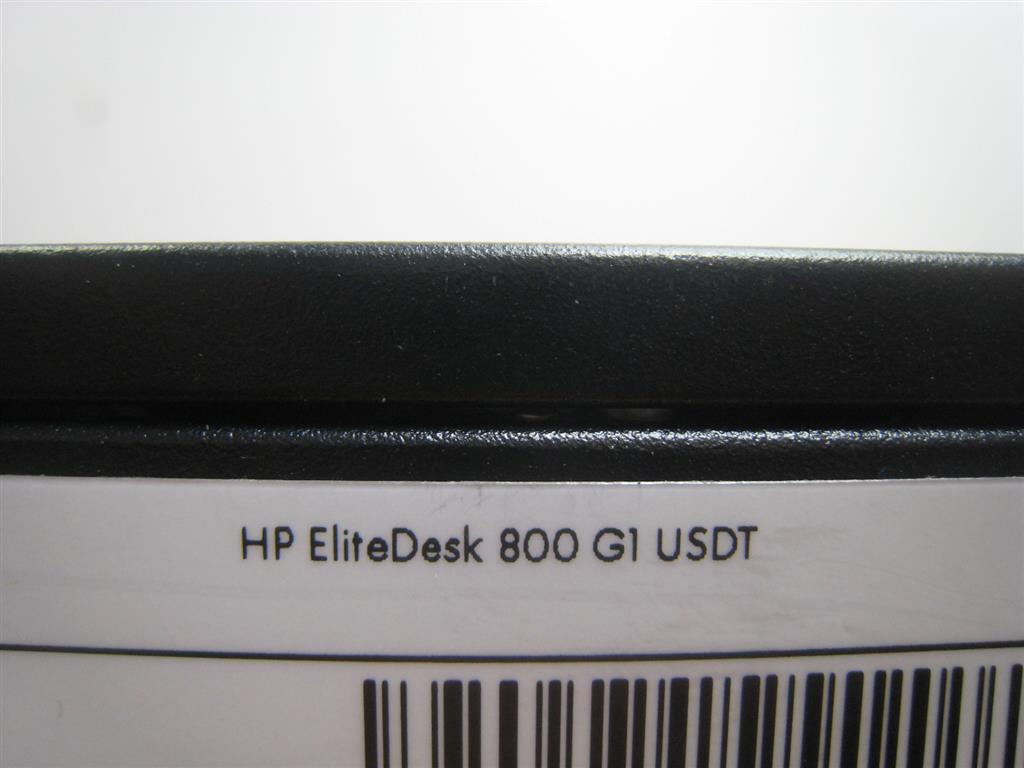 HP EliteDesk 800 G1 USDT